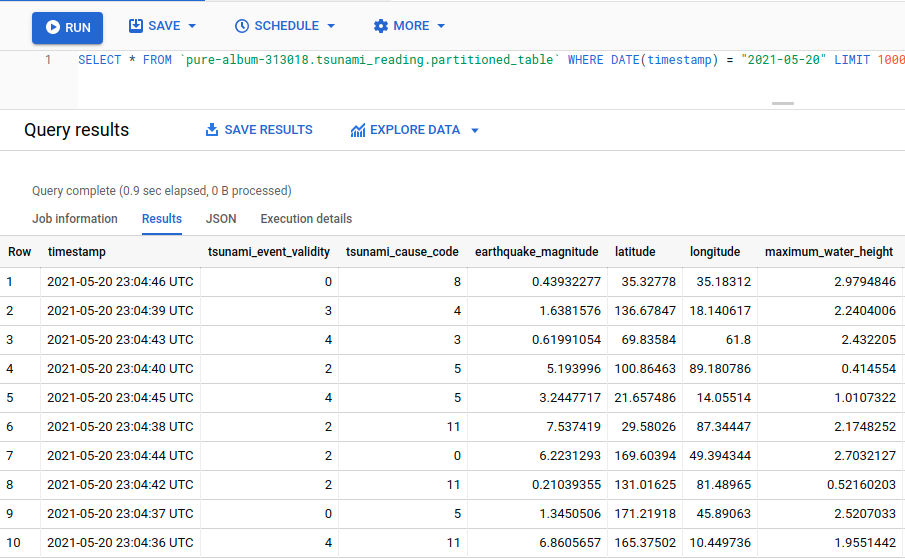 RUN SAVE SCHEDULE MORE
1 SELECT * FROM `pure-album-313018.tsunami_reading.partitioned_table` WHERE DATE(timestamp) = "2021-05-20" LIMIT 1000
Query results SAVE RESULTS EXPLORE DATA
Query complete (0.9 sec elapsed, 0 B processed)
Job information Results JSON Execution details
Row timestamp tsunami_event_validity tsunami_cause_code earthquake_magnitude latitude longitude maximum_water_height
1 2021-05-20 23:04:46 UTC 0 8 0.43932277 35.32778 35.18312 2.9794846
2 2021-05-20 23:04:39 UTC 3 4 1.6381576 136.67847 18.140617 2.2404006
3 2021-05-20 23:04:43 UTC 4 3 0.61991054 69.83584 61.8 2.432205
4 2021-05-20 23:04:40 UTC 2 5 5.193996 100.86463 89.180786 0.414554
5 2021-05-20 23:04:45 UTC 4 5 3.2447717 21.657486 14.05514 1.0107322
6 2021-05-20 23:04:38 UTC 2 11 7.537419 29.58026 87.34447 2.1748252
7 2021-05-20 23:04:44 UTC 2 0 6.2231293 169.60394 49.394344 2.7032127
8 2021-05-20 23:04:42 UTC 2 11 0.21039355 131.01625 81.48965 0.52160203
9 2021-05-20 23:04:37 UTC 0 5 1.3450506 171.21918 45.89063 2.5207033
10 2021-05-20 23:04:36 UTC 4 11 6.8605657 165.37502 10.449736 1.9551442